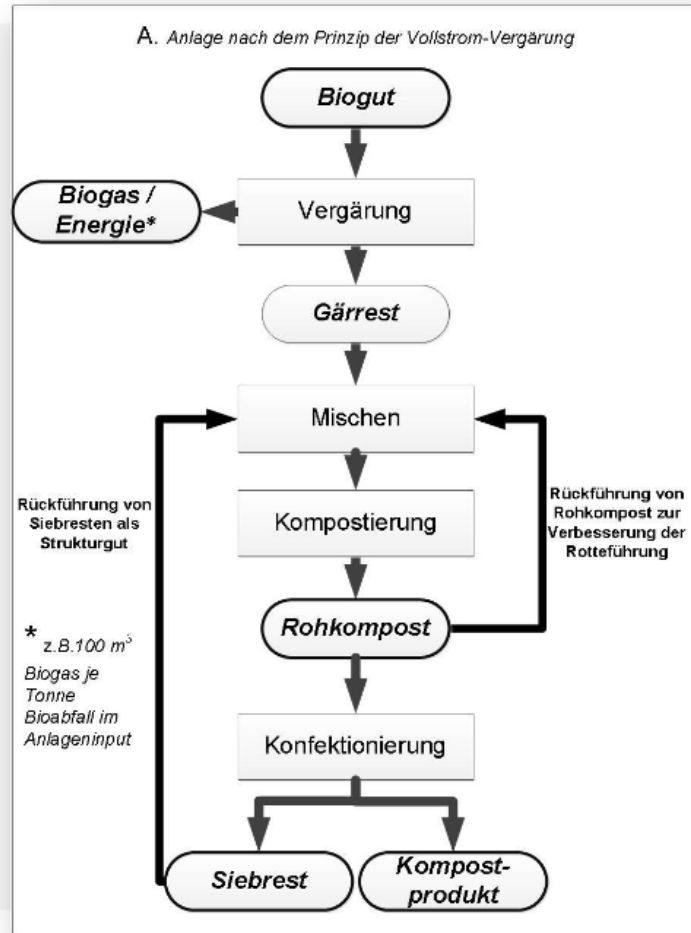 A. Anlage nach dem Prinzip der Vollstrom-Vergärung
Biogut
Biogas /
Energie*
Vergärung
Gärrest
Mischen
Rückführung von
Siebresten als
Strukturgut
Kompostierung
Rückführung von
Rohkompost zur
Verbesserung der
Rotteführung
Rohkompost
* z.B.100 m³
Biogas je
Tonne
Bioabfall im
Anlageninput
Konfektionierung
Siebrest
Kompost-
produkt